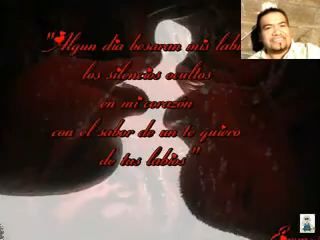 "Algun dia besaran mis labi
los silencios ocultos
en mi corazon
con el sabor de un te quiero
de tus labios"